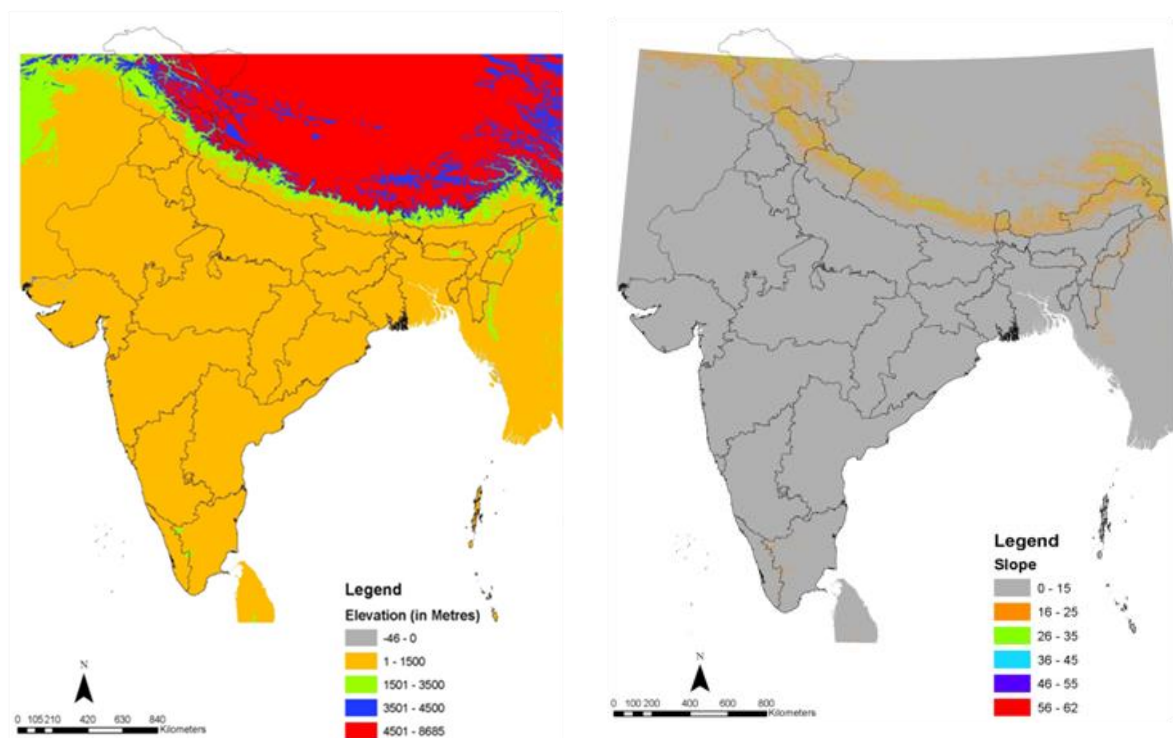 Legend
Elevation (in Metres)
-46 - 0
1 - 1500
1501 - 3500
3501 - 4500
4501 - 8685
N
0 105 210 420 630 840
Kilometers
Legend
Slope
0 - 15
16 - 25
26 - 35
36 - 45
46 - 55
56 - 62
N
0 100 200 400 600 800
Kilometers